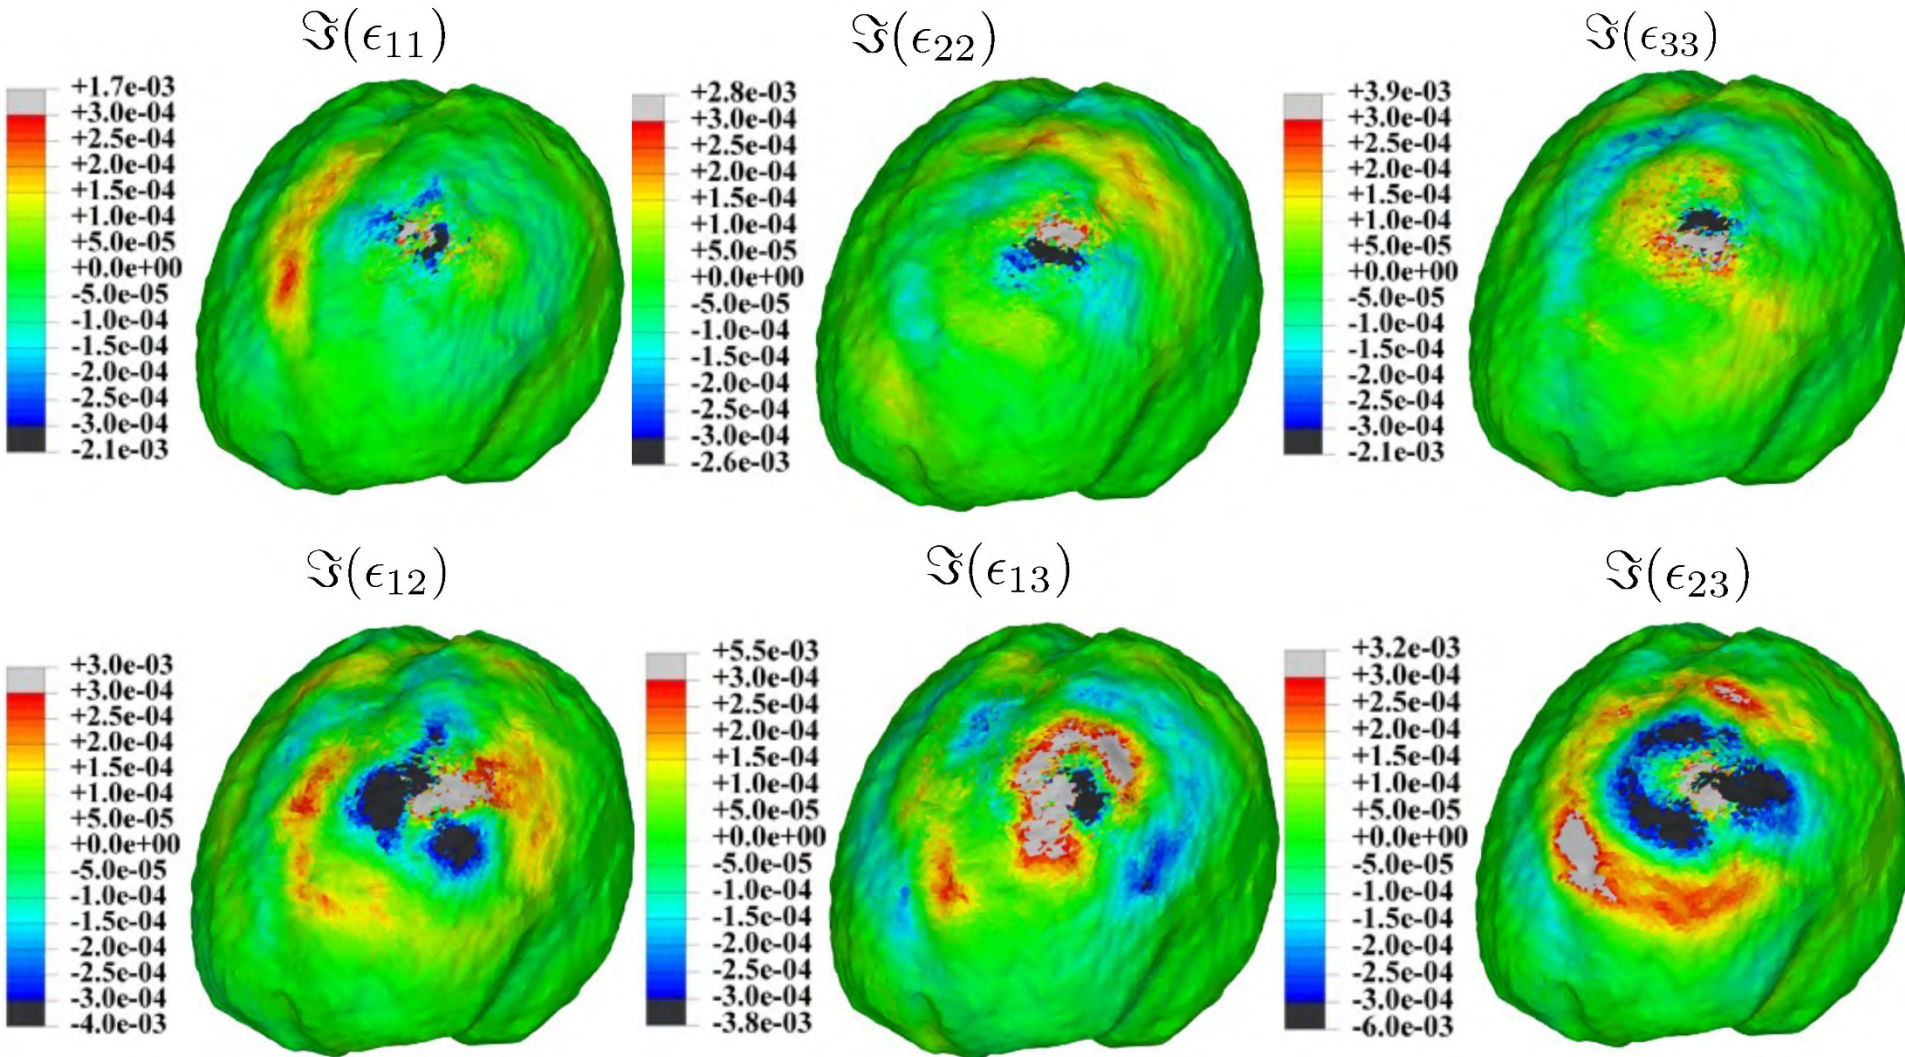 ℑ(ϵ11)
+1.7e-03
+3.0e-04
+2.5e-04
+2.0e-04
+1.5e-04
+1.0e-04
+5.0e-05
+0.0e+00
-5.0e-05
-1.0e-04
-1.5e-04
-2.0e-04
-2.5e-04
-3.0e-04
-2.1e-03
ℑ(ϵ22)
+2.8e-03
+3.0e-04
+2.5e-04
+2.0e-04
+1.5e-04
+1.0e-04
+5.0e-05
+0.0e+00
-5.0e-05
-1.0e-04
-1.5e-04
-2.0e-04
-2.5e-04
-3.0e-04
-2.6e-03
ℑ(ϵ33)
+3.9e-03
+3.0e-04
+2.5e-04
+2.0e-04
+1.5e-04
+1.0e-04
+5.0e-05
+0.0e+00
-5.0e-05
-1.0e-04
-1.5e-04
-2.0e-04
-2.5e-04
-3.0e-04
-2.1e-03
ℑ(ϵ12)
+3.0e-03
+3.0e-04
+2.5e-04
+2.0e-04
+1.5e-04
+1.0e-04
+5.0e-05
+0.0e+00
-5.0e-05
-1.0e-04
-1.5e-04
-2.0e-04
-2.5e-04
-3.0e-04
-4.0e-03
ℑ(ϵ13)
+5.5e-03
+3.0e-04
+2.5e-04
+2.0e-04
+1.5e-04
+1.0e-04
+5.0e-05
+0.0e+00
-5.0e-05
-1.0e-04
-1.5e-04
-2.0e-04
-2.5e-04
-3.0e-04
-3.8e-03
ℑ(ϵ23)
+3.2e-03
+3.0e-04
+2.5e-04
+2.0e-04
+1.5e-04
+1.0e-04
+5.0e-05
+0.0e+00
-5.0e-05
-1.0e-04
-1.5e-04
-2.0e-04
-2.5e-04
-3.0e-04
-6.0e-03